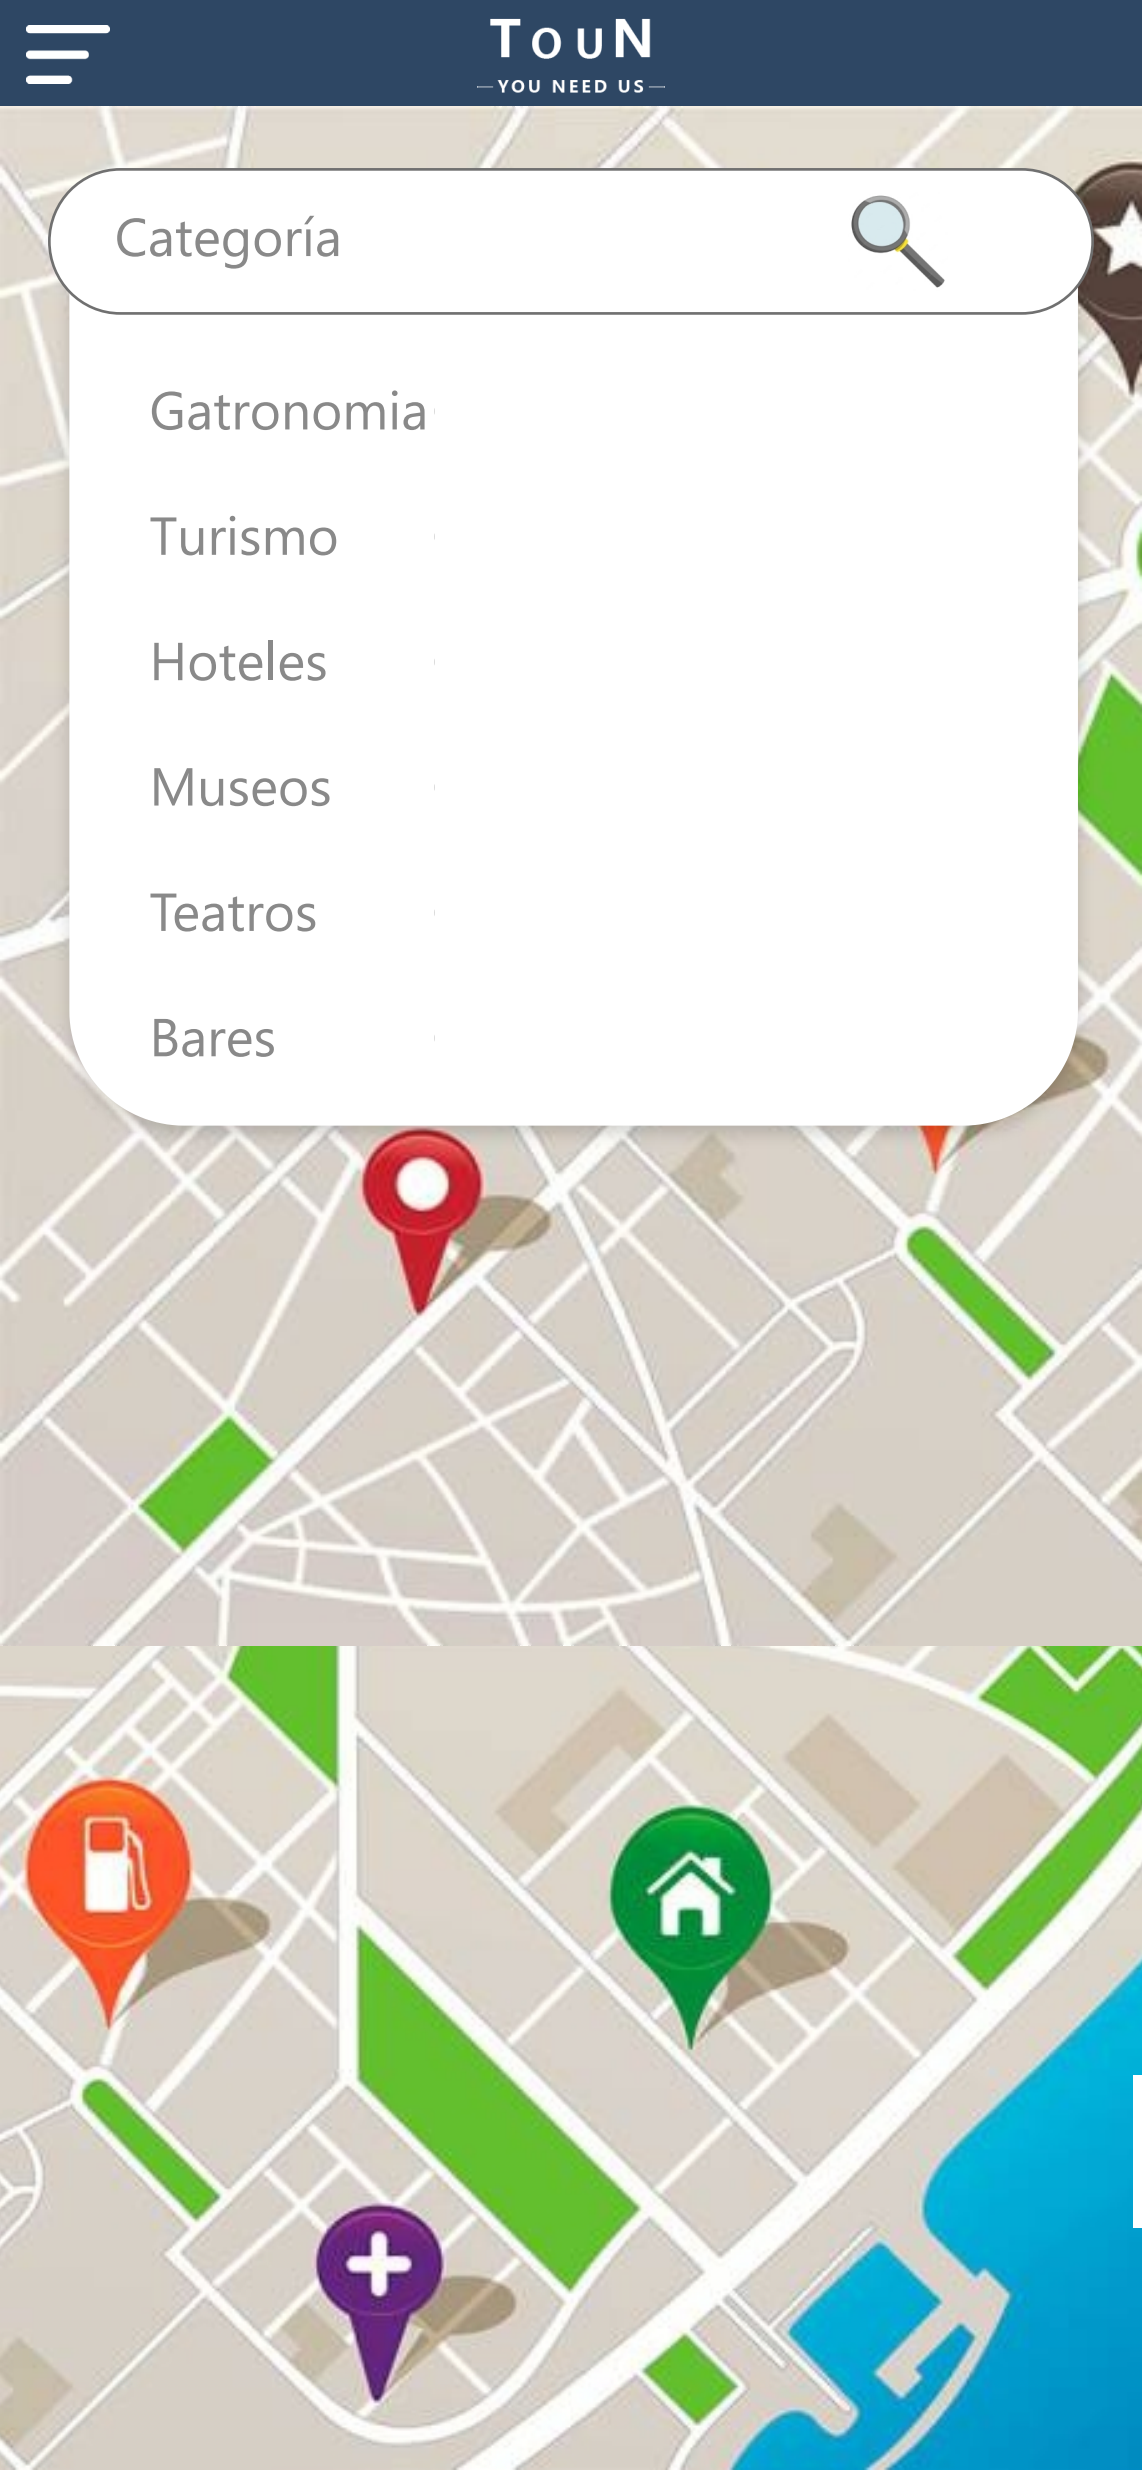 TouN
YOU NEED US
Categoría
Gatronomia
Turismo
Hoteles
Museos
Teatros
Bares